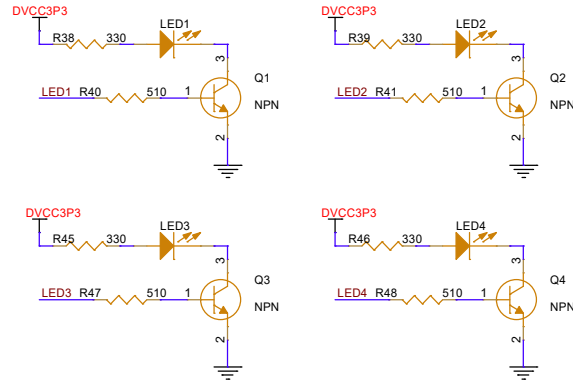 DVCC3P3
R38 330
LED1
3
Q1
LED1 R40 510 1
NPN
2
DVCC3P3
R39 330
LED2
3
Q2
LED2 R41 510 1
NPN
2
DVCC3P3
R45 330
LED3
3
Q3
LED3 R47 510 1
NPN
2
DVCC3P3
R46 330
LED4
3
Q4
LED4 R48 510 1
NPN
2